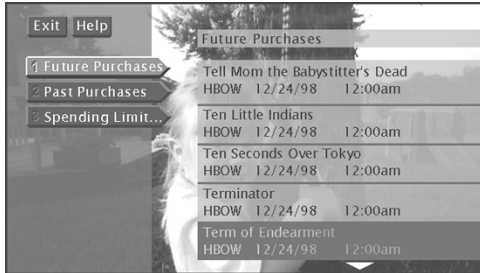 Exit Help
Future Purchases
1 Future Purchases
2 Past Purchases
3 Spending Limit...
Tell Mom the Babystitter's Dead
HBOW 12/24/98 12:00am
Ten Little Indians
HBOW 12/24/98 12:00am
Ten Seconds Over Tokyo
HBOW 12/24/98 12:00am
Terminator
HBOW 12/24/98 12:00am
Term of Endearment
HBOW 12/24/98 12:00am